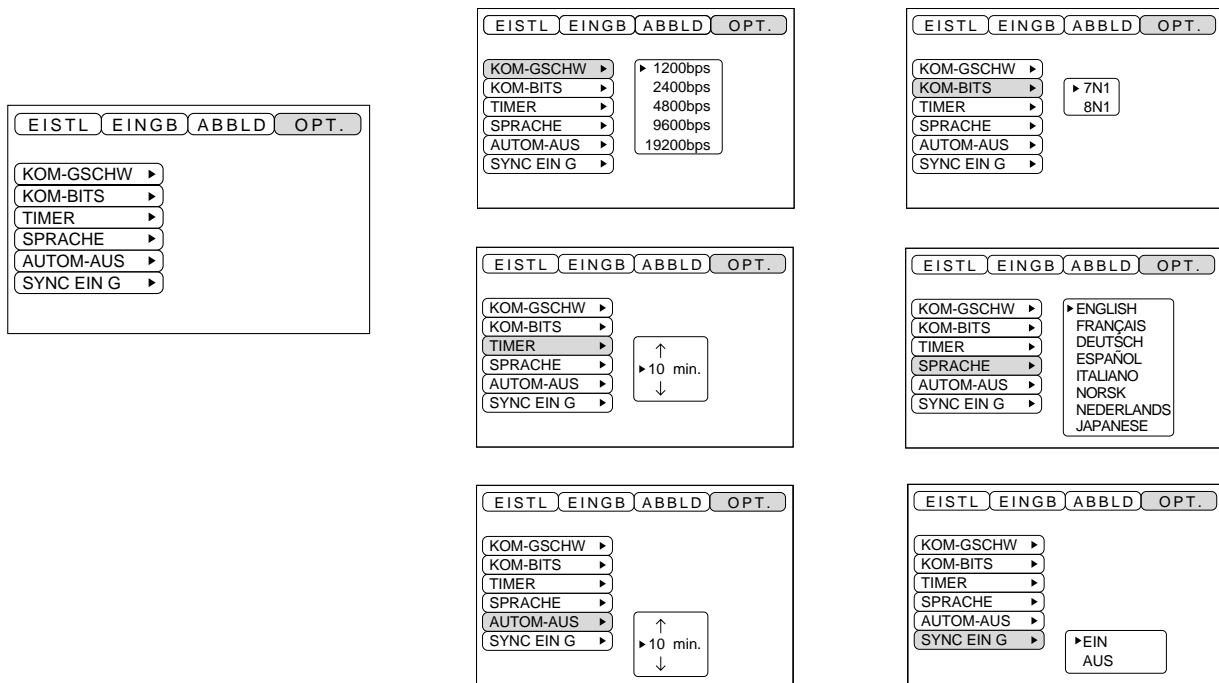 EISTL EINGB ABBLD OPT.
KOM-GSCHW
KOM-BITS
TIMER
SPRACHE
AUTOM-AUS
SYNC EIN G
EISTL EINGB ABBLD OPT.
KOM-GSCHW
KOM-BITS
TIMER
SPRACHE
AUTOM-AUS
SYNC EIN G
1200bps
2400bps
4800bps
9600bps
19200bps
EISTL EINGB ABBLD OPT.
KOM-GSCHW
KOM-BITS
TIMER
SPRACHE
AUTOM-AUS
SYNC EIN G
7N1
8N1
EISTL EINGB ABBLD OPT.
KOM-GSCHW
KOM-BITS
TIMER
SPRACHE
AUTOM-AUS
SYNC EIN G
10 min.
EISTL EINGB ABBLD OPT.
KOM-GSCHW
KOM-BITS
TIMER
SPRACHE
AUTOM-AUS
SYNC EIN G
ENGLISH
FRANÇAIS
DEUTSCH
ESPAÑOL
ITALIANO
NORSK
NEDERLANDS
JAPANESE
EISTL EINGB ABBLD OPT.
KOM-GSCHW
KOM-BITS
TIMER
SPRACHE
AUTOM-AUS
SYNC EIN G
10 min.
EISTL EINGB ABBLD OPT.
KOM-GSCHW
KOM-BITS
TIMER
SPRACHE
AUTOM-AUS
SYNC EIN G
EIN
AUS